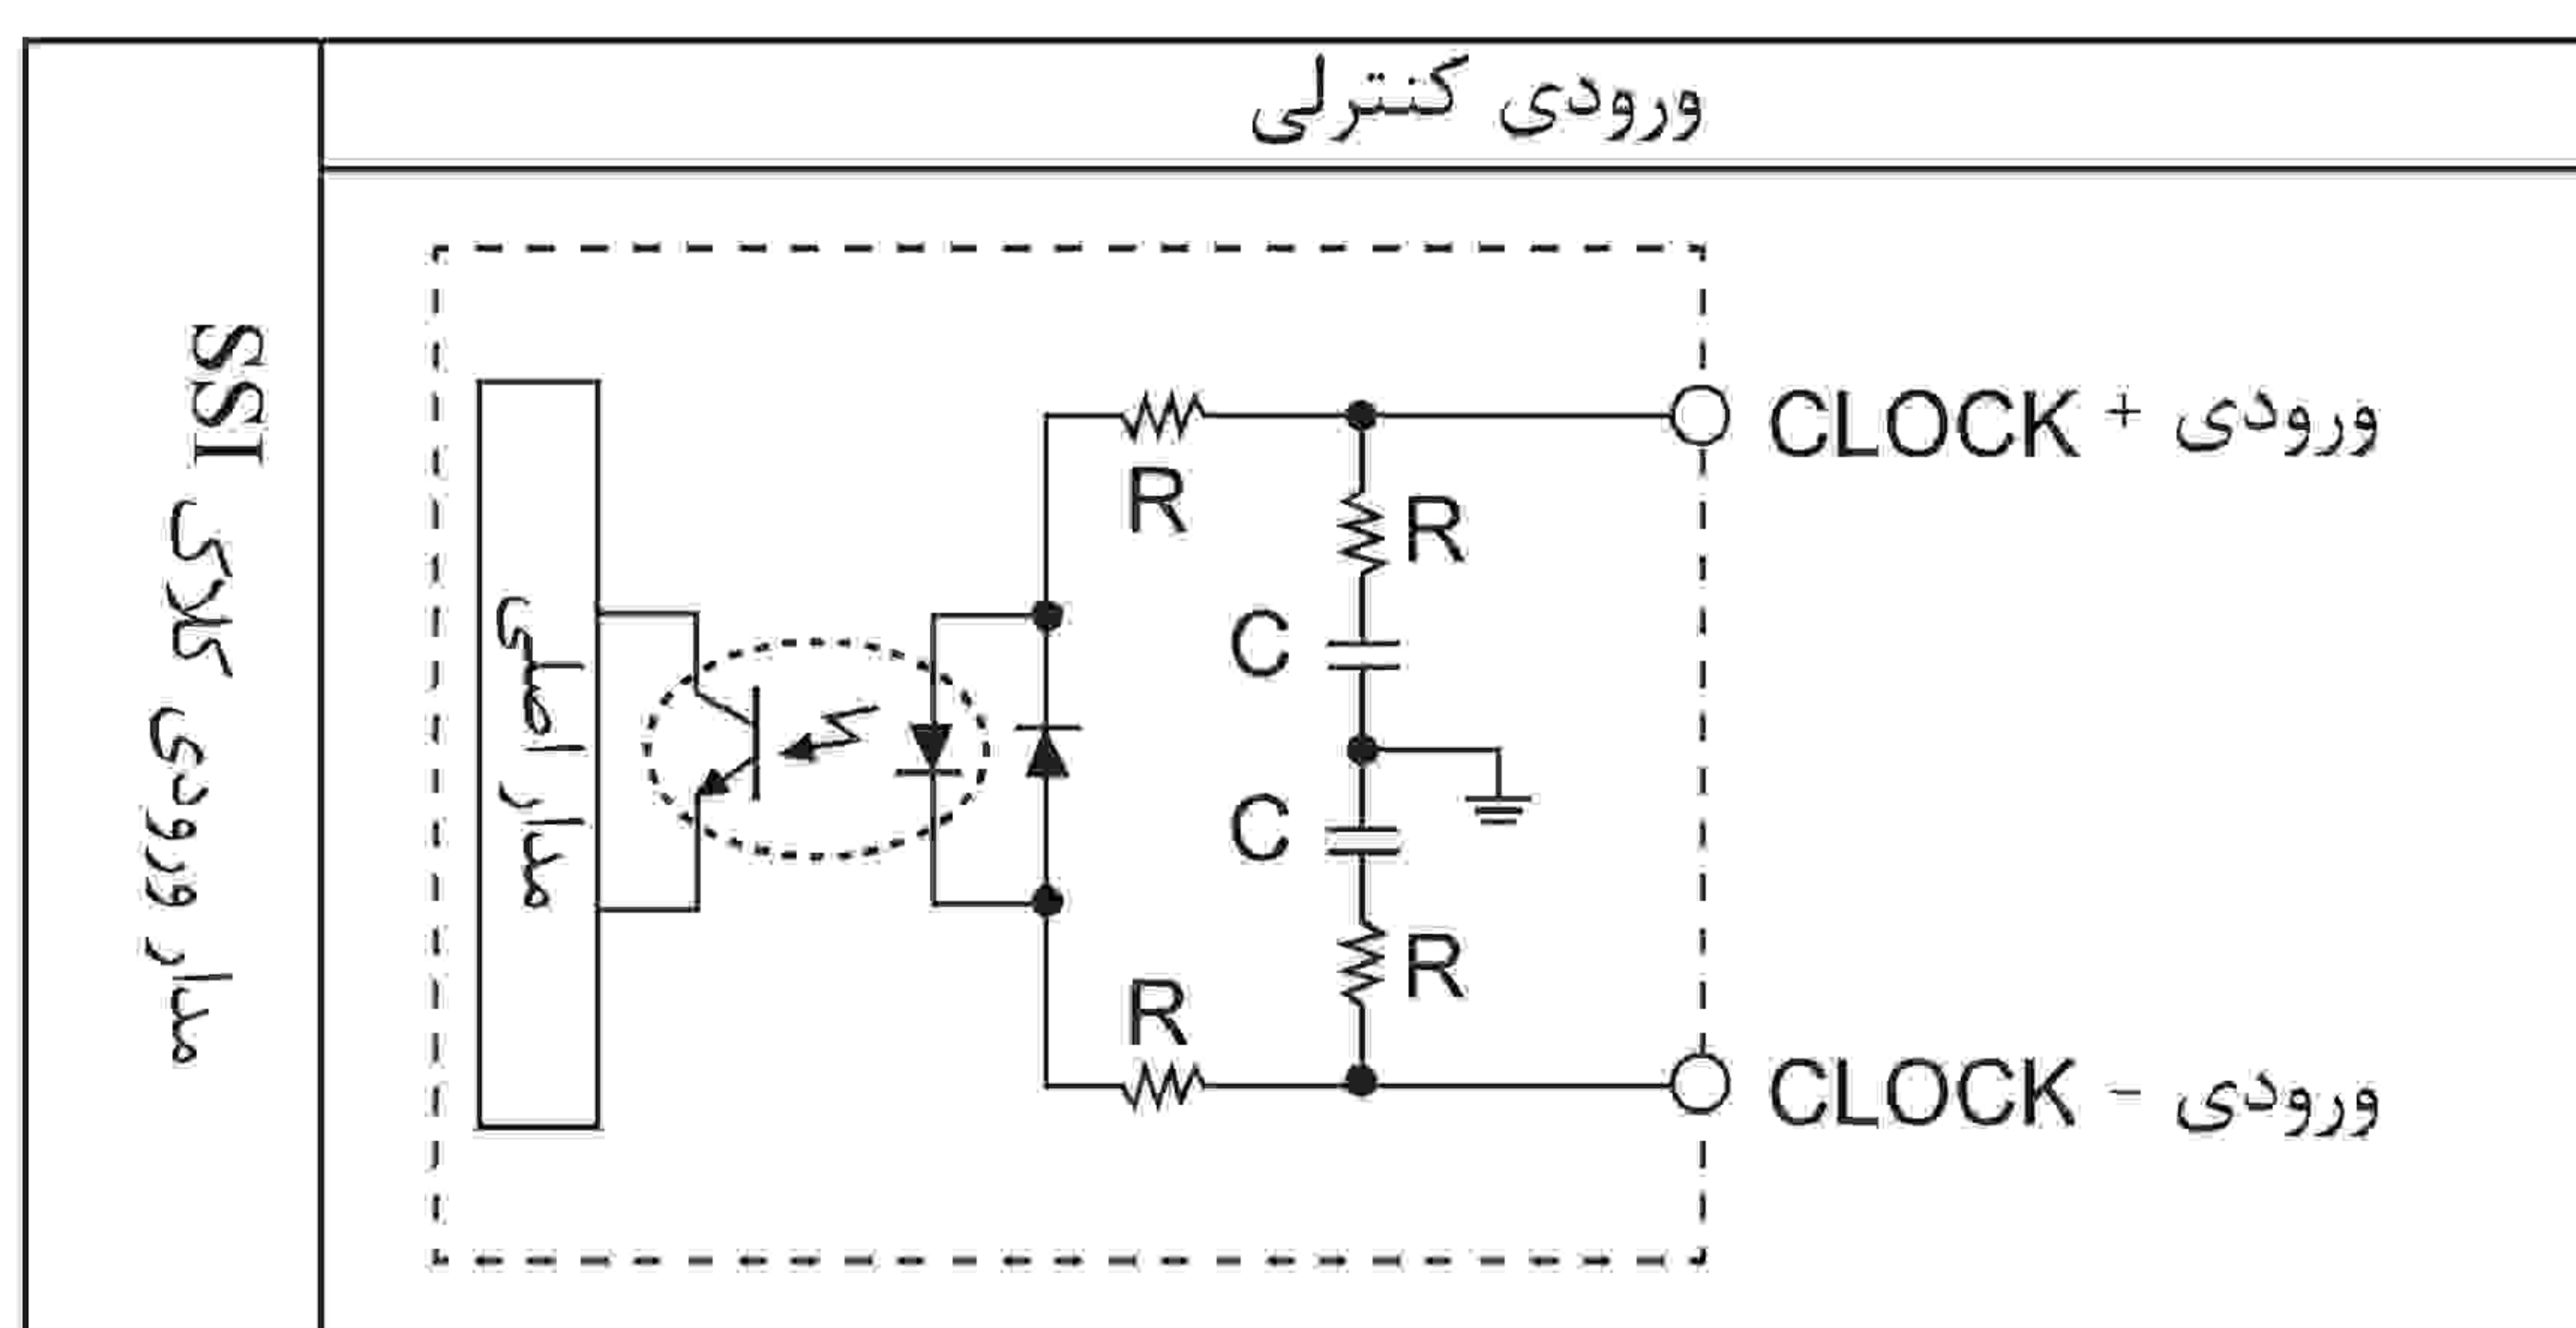 ورودی کنترلی
مدار ورودی کلاک SSI
CLOCK + ورودی
R
R
C
مدار اصلی
C
R
R
CLOCK - ورودی